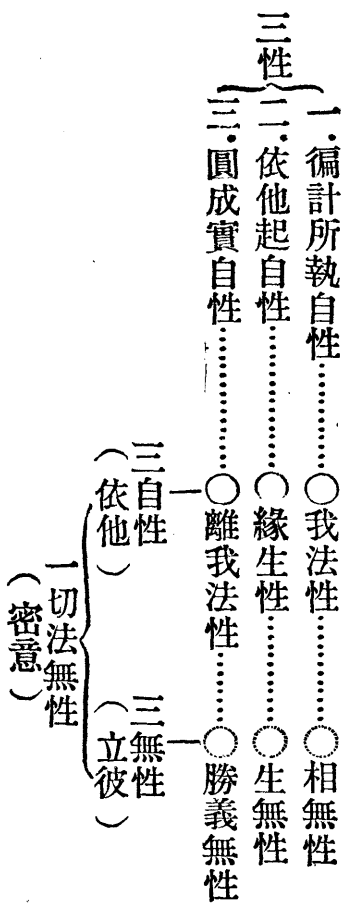 三性
一．徧計所執自性………○我法性………○相無性
二．依他起自性………○緣生性………○生無性
三．圓成實自性………○離我法性………○勝義無性
三自性
（依他）
三無性
（立彼）
一切法無性
（密意）